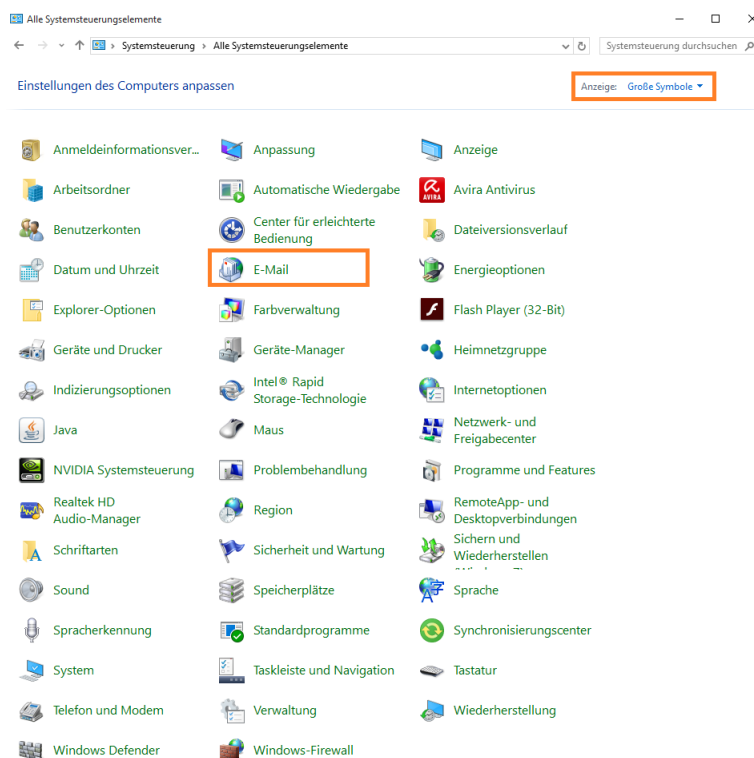 Alle Systemsteuerungselemente
Systemsteuerung › Alle Systemsteuerungselemente
Systemsteuerung durchsuchen
Einstellungen des Computers anpassen
Anzeige: Große Symbole
Anmeldeinformationsver...
Anpassung
Anzeige
Arbeitsordner
Automatische Wiedergabe
AVIRA
Avira Antivirus
Benutzerkonten
Center für erleichterte
Bedienung
Dateiversionsverlauf
Datum und Uhrzeit
E-Mail
Energieoptionen
Explorer-Optionen
Farbverwaltung
Flash Player (32-Bit)
Geräte und Drucker
Geräte-Manager
Heimnetzgruppe
Indizierungsoptionen
Intel® Rapid
Storage-Technologie
Internetoptionen
Java
Maus
Netzwerk- und
Freigabecenter
NVIDIA Systemsteuerung
Problembehandlung
Programme und Features
Realtek HD
Audio-Manager
Region
RemoteApp- und
Desktopverbindungen
Schriftarten
Sicherheit und Wartung
Sichern und
Wiederherstellen
Sound
Speicherplätze
Sprache
Spracherkennung
Standardprogramme
Synchronisierungscenter
System
Taskleiste und Navigation
Tastatur
Telefon und Modem
Verwaltung
Wiederherstellung
Windows Defender
Windows-Firewall